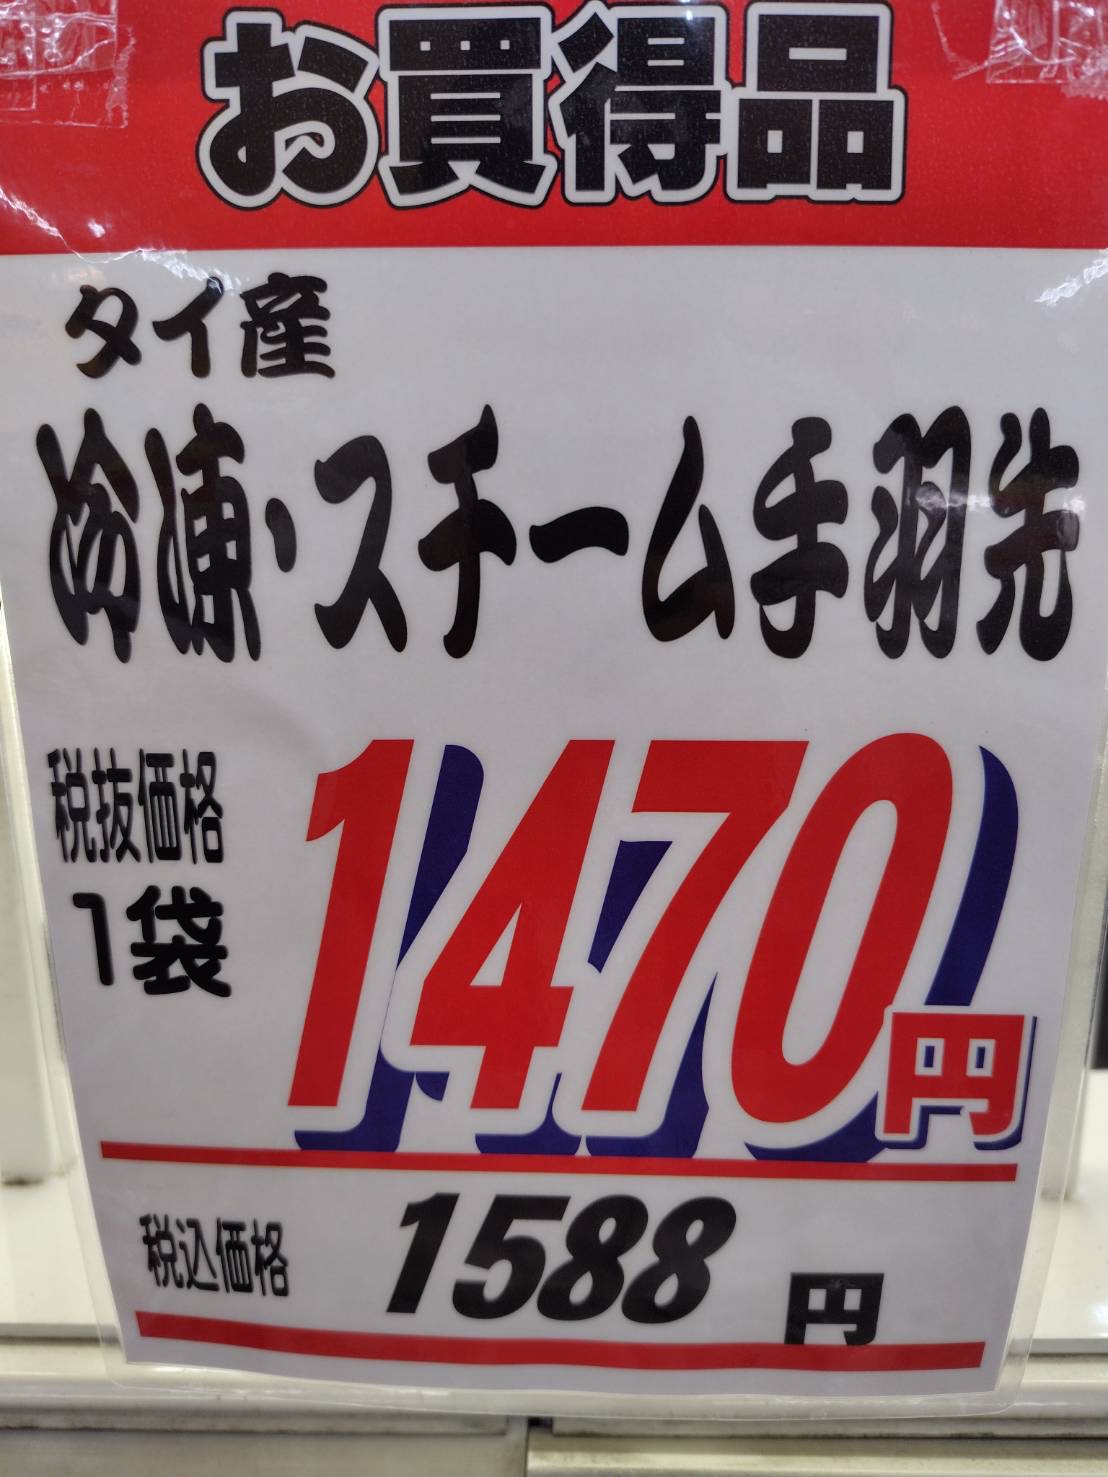 お買得品
タイ産
冷凍・スチーム手羽先
税抜価格
1袋
1470円
税込価格 1588円